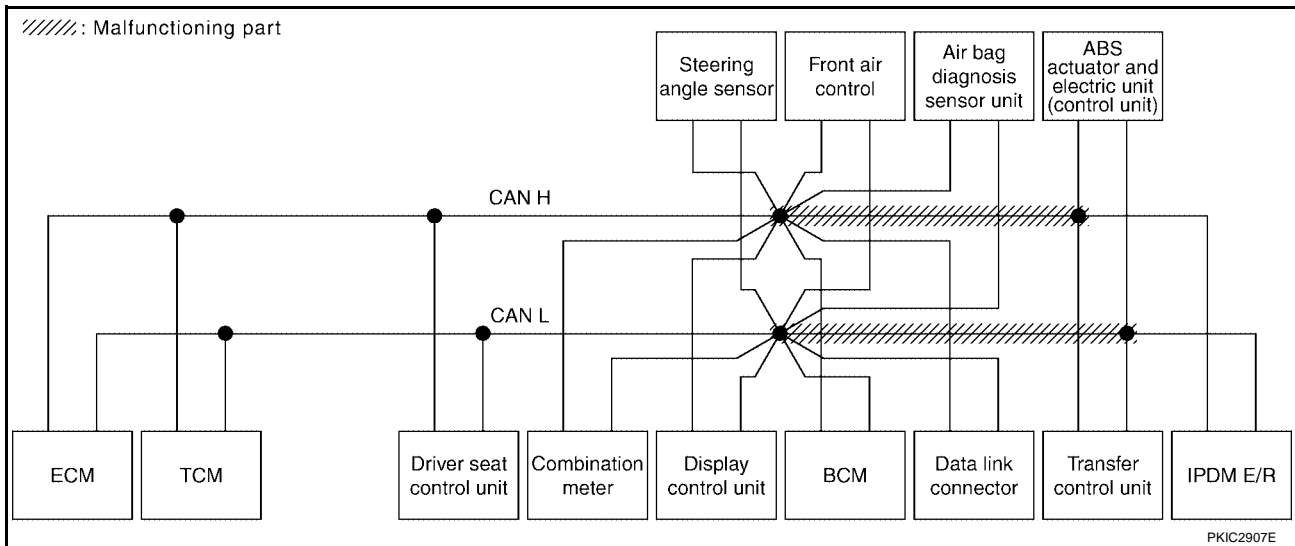 : Malfunctioning part
Steering
angle sensor
Front air
control
Air bag
diagnosis
sensor unit
ABS
actuator and
electric unit
(control unit)
CAN H
CAN L
ECM
TCM
Driver seat
control unit
Combination
meter
Display
control unit
BCM
Data link
connector
Transfer
control unit
IPDM E/R
PKIC2907E